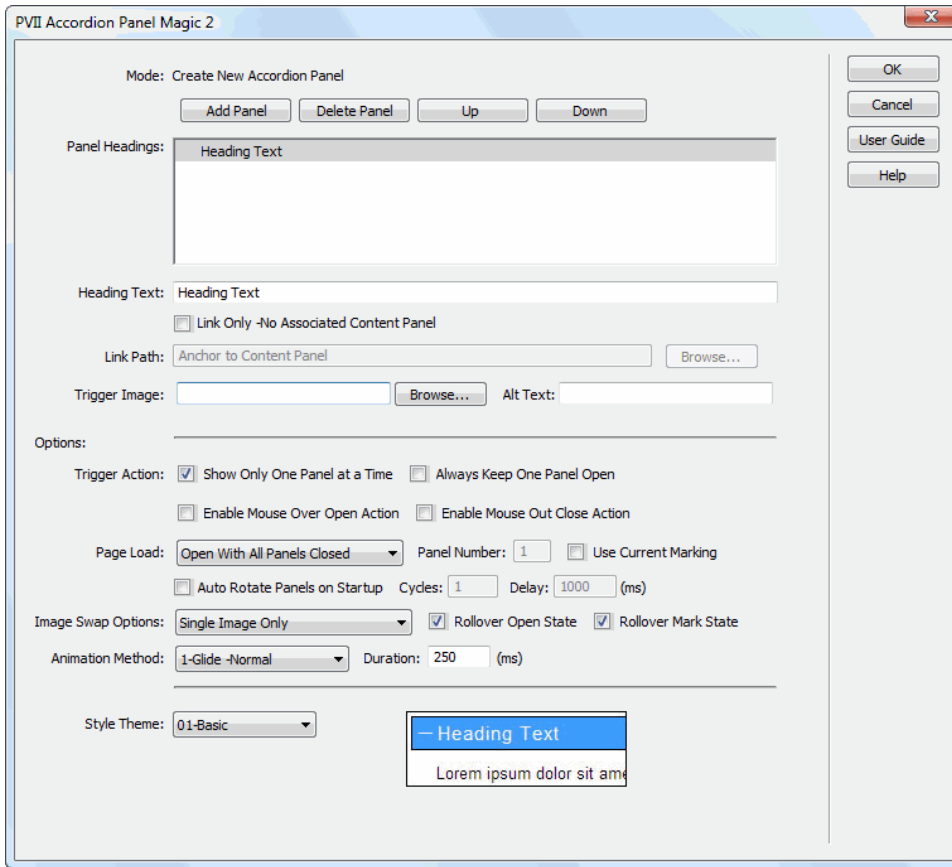 PVII Accordion Panel Magic 2
Mode: Create New Accordion Panel
Add Panel Delete Panel Up Down
Panel Headings: Heading Text
Heading Text: Heading Text
Link Only -No Associated Content Panel
Link Path: Anchor to Content Panel Browse...
Trigger Image: Browse... Alt Text:
Options:
Trigger Action: Show Only One Panel at a Time Always Keep One Panel Open
Enable Mouse Over Open Action Enable Mouse Out Close Action
Page Load: Open With All Panels Closed Panel Number: 1 Use Current Marking
Auto Rotate Panels on Startup Cycles: 1 Delay: 1000 (ms)
Image Swap Options: Single Image Only Rollover Open State Rollover Mark State
Animation Method: 1-Glide -Normal Duration: 250 (ms)
Style Theme: 01-Basic
— Heading Text
Lorem ipsum dolor sit ame
OK
Cancel
User Guide
Help